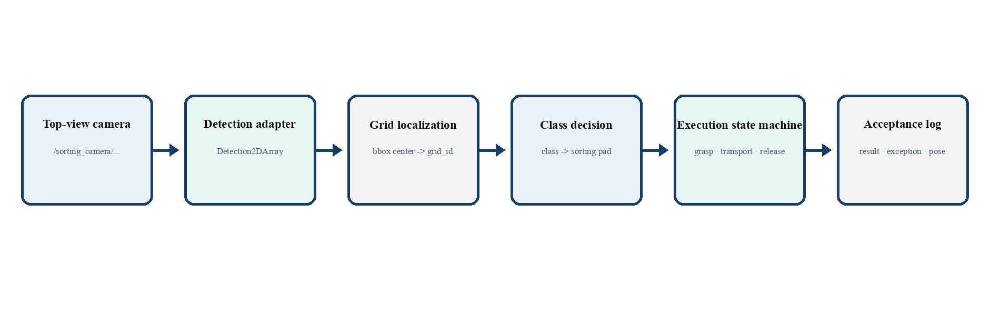 Top-view camera
/sorting_camera/...
Detection adapter
Detection2DArray
Grid localization
bbox center -> grid_id
Class decision
class -> sorting pad
Execution state machine
grasp · transport · release
Acceptance log
result · exception · pose